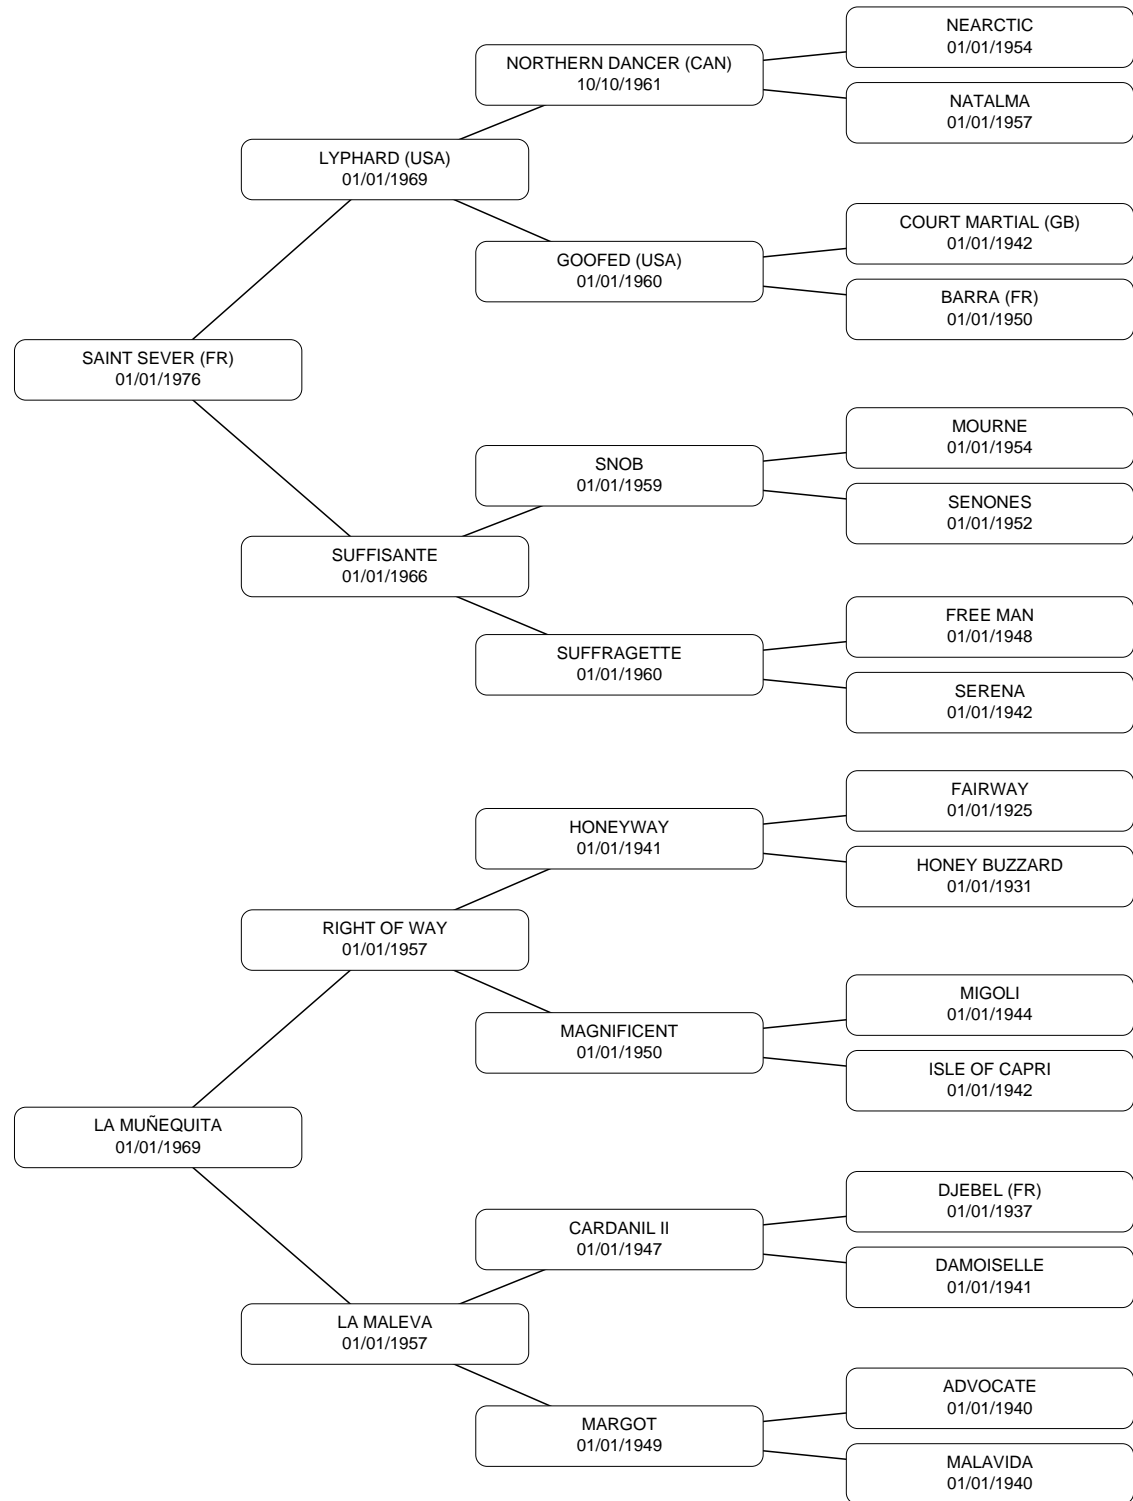 NEARCTIC
01/01/1954
NORTHERN DANCER (CAN)
10/10/1961
NATALMA
01/01/1957
LYPHARD (USA)
01/01/1969
COURT MARTIAL (GB)
01/01/1942
GOOFED (USA)
01/01/1960
BARRA (FR)
01/01/1950
SAINT SEVER (FR)
01/01/1976
MOURNE
01/01/1954
SNOB
01/01/1959
SENONES
01/01/1952
SUFFISANTE
01/01/1966
FREE MAN
01/01/1948
SUFFRAGETTE
01/01/1960
SERENA
01/01/1942
FAIRWAY
01/01/1925
HONEYWAY
01/01/1941
HONEY BUZZARD
01/01/1931
RIGHT OF WAY
01/01/1957
MIGOLI
01/01/1944
MAGNIFICENT
01/01/1950
ISLE OF CAPRI
01/01/1942
LA MUÑEQUITA
01/01/1969
DJEBEL (FR)
01/01/1937
CARDANIL II
01/01/1947
DAMOISELLE
01/01/1941
LA MALEVA
01/01/1957
ADVOCATE
01/01/1940
MARGOT
01/01/1949
MALAVIDA
01/01/1940